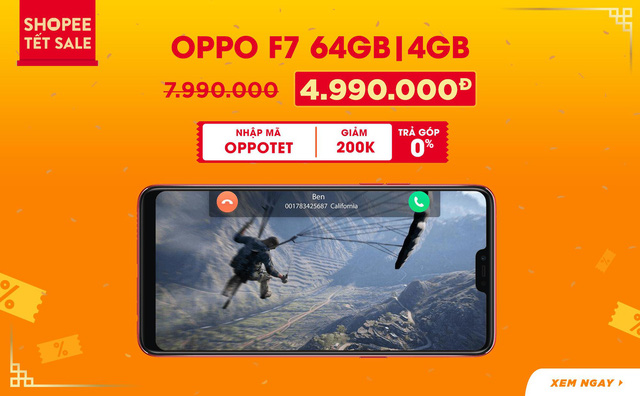 SHOPEE
TẾT SALE
OPPO F7 64GB|4GB
7.990.000 4.990.000Đ
NHẬP MÃ
OPPOTET
GIẢM
200K
TRẢ GÓP
0%
Ben
001783425687 California
XEM NGAY